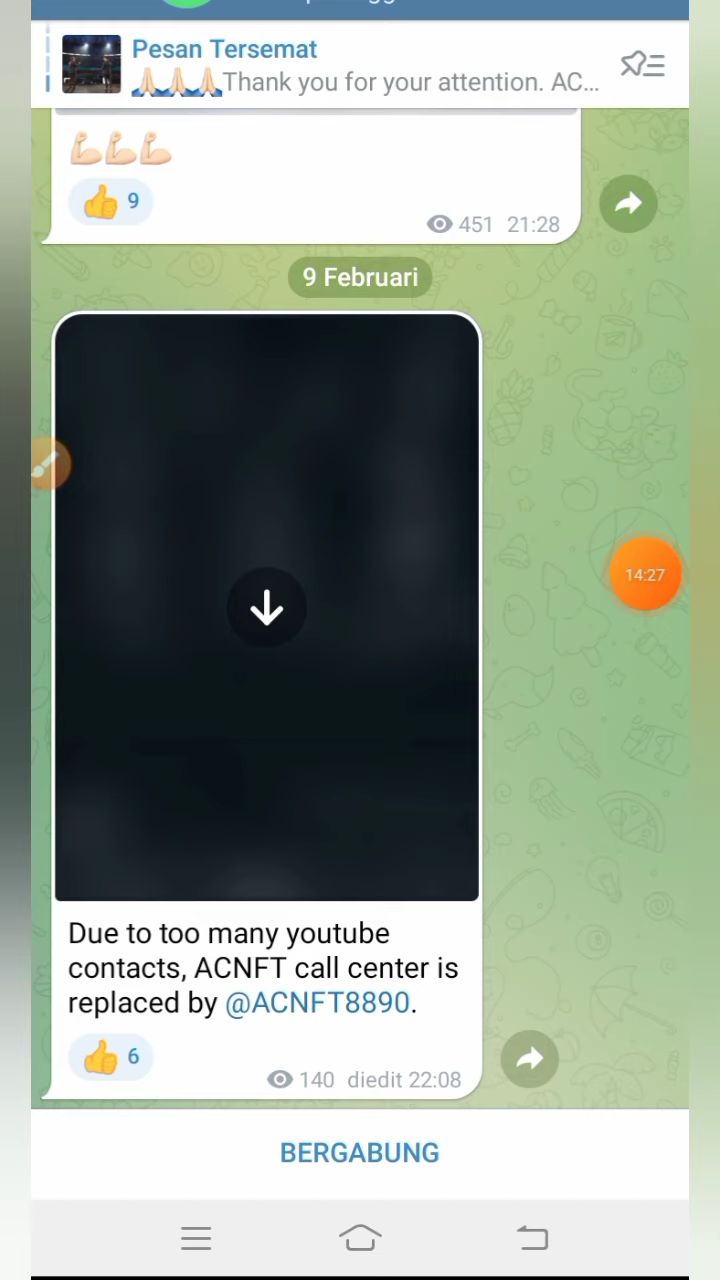 Pesan Tersemat
🙏🏻🙏🏻🙏🏻Thank you for your attention. AC...
💪🏻💪🏻💪🏻
👍 9
451 21:28
9 Februari
14:27
Due to too many youtube
contacts, ACNFT call center is
replaced by @ACNFT8890.
👍 6
140 diedit 22:08
BERGABUNG